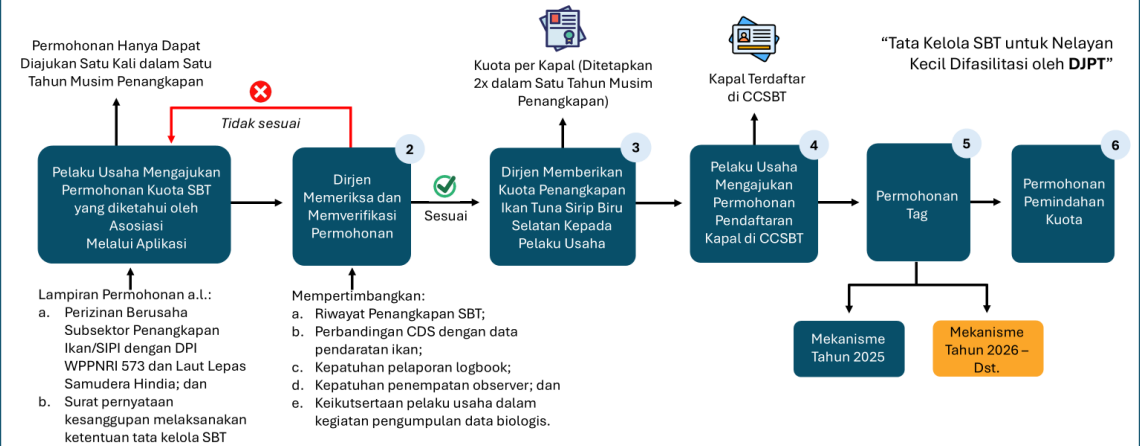 Permohonan Hanya Dapat
Diajukan Satu Kali dalam Satu
Tahun Musim Penangkapan
Tidak sesuai
Kuota per Kapal (Ditetapkan
2x dalam Satu Tahun Musim
Penangkapan)
Kapal Terdaftar
di CCSBT
“Tata Kelola SBT untuk Nelayan
Kecil Difasilitasi oleh DJPT”
Pelaku Usaha Mengajukan
Permohonan Kuota SBT
yang diketahui oleh
Asosiasi
Melalui Aplikasi
2
Dirjen
Memeriksa dan
Memverifikasi
Permohonan
Sesuai
3
Dirjen Memberikan
Kuota Penangkapan
Ikan Tuna Sirip Biru
Selatan Kepada
Pelaku Usaha
4
Pelaku Usaha
Mengajukan
Permohonan
Pendaftaran
Kapal di CCSBT
5
Permohonan
Tag
6
Permohonan
Pemindahan
Kuota
Lampiran Permohonan a.l.:
a. Perizinan Berusaha
Subsektor Penangkapan
Ikan/SIPI dengan DPI
WPPNRI 573 dan Laut Lepas
Samudera Hindia; dan
b. Surat pernyataan
kesanggupan melaksanakan
ketentuan tata kelola SBT
Mempertimbangkan:
a. Riwayat Penangkapan SBT;
b. Perbandingan CDS dengan data
pendaratan ikan;
c. Kepatuhan pelaporan logbook;
d. Kepatuhan penempatan observer; dan
e. Keikutsertaan pelaku usaha dalam
kegiatan pengumpulan data biologis.
Mekanisme
Tahun 2025
Mekanisme
Tahun 2026 –
Dst.